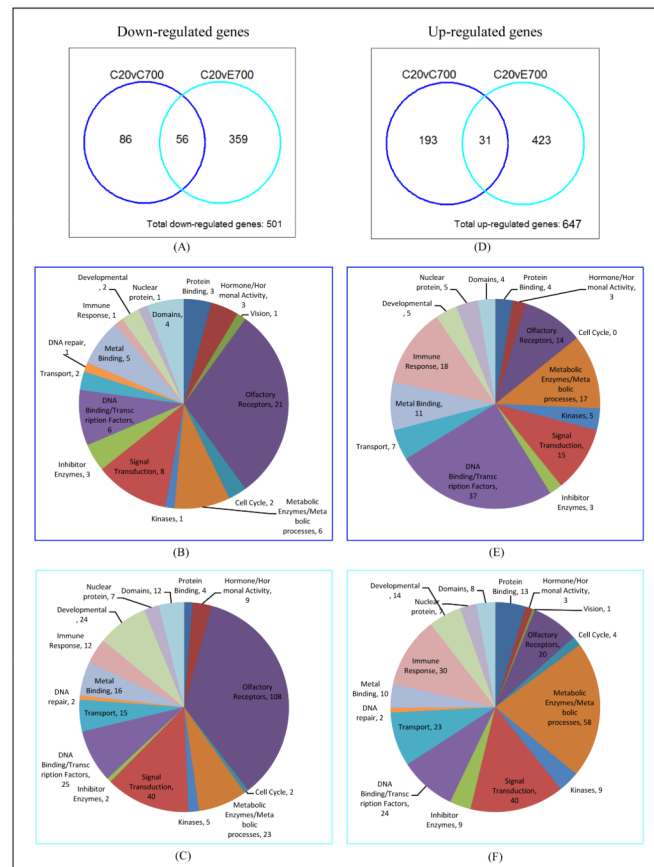 Down-regulated genes
Up-regulated genes
C20vC700
C20vE700
86
56
359
Total down-regulated genes: 501
(A)
C20vC700
C20vE700
193
31
423
Total up-regulated genes: 647
(D)
Protein
Binding, 3
Hormone/Hor
monal Activity,
3
Vision, 1
Olfactory
Receptors, 21
Cell Cycle, 2
Metabolic
Enzymes/Meta
bolic
processes, 6
Kinases, 1
Signal
Transduction, 8
Inhibitor
Enzymes, 3
DNA
Binding/Transc
ription Factors,
6
Transport, 2
DNA repair,
1
Metal
Binding, 5
Immune
Response, 1
Developmental
, 2
Nuclear
protein, 1
Domains,
4
(B)
Protein
Binding, 4
Hormone/Hor
monal Activity,
3
Olfactory
Receptors, 14
Cell Cycle, 0
Metabolic
Enzymes/Meta
bolic
processes, 17
Kinases, 5
Signal
Transduction,
15
Inhibitor
Enzymes, 3
DNA
Binding/Transc
ription Factors,
37
Transport, 7
Metal Binding,
11
Immune
Response, 18
Developmental
, 5
Nuclear
protein, 5
Domains, 4
(E)
Protein
Binding, 4
Hormone/Hor
monal Activity,
9
Olfactory
Receptors, 108
Cell Cycle, 2
Metabolic
Enzymes/Meta
bolic
processes, 23
Kinases, 5
Signal
Transduction, 40
Inhibitor
Enzymes, 2
DNA
Binding/Transc
ription Factors,
25
Transport, 15
DNA
repair, 2
Metal
Binding, 16
Immune
Response, 12
Developmental,
24
Nuclear
protein, 7
Domains, 12
(C)
Protein
Binding, 13
Hormone/Hor
monal Activity,
3
Vision, 1
Olfactory
Receptors,
20
Cell Cycle, 4
Metabolic
Enzymes/Meta
bolic
processes, 58
Kinases, 9
Signal
Transduction,
40
Inhibitor
Enzymes, 9
DNA
Binding/Transc
ription Factors,
24
Transport, 23
DNA
repair, 2
Metal
Binding, 10
Immune
Response, 30
Developmental
, 14
Nuclear
protein,
Domains, 8
(F)